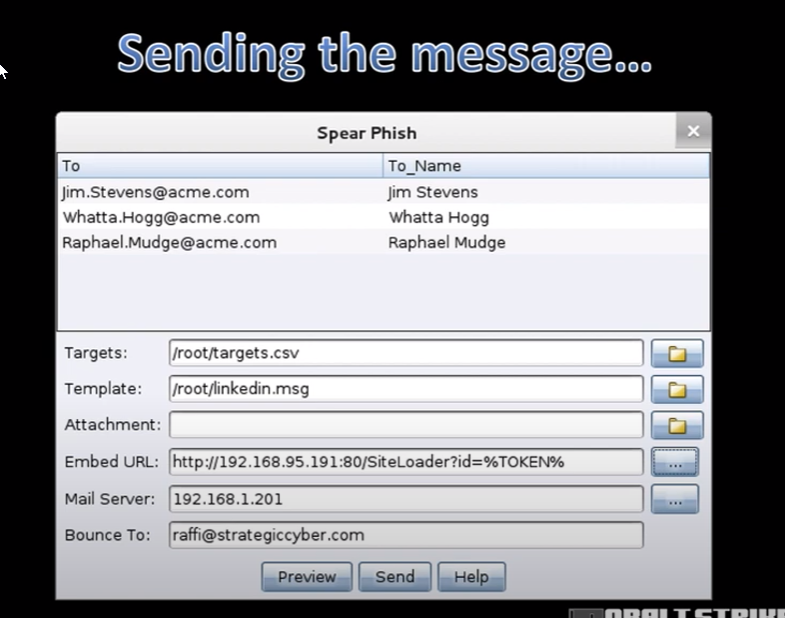 Sending the message...
Spear Phish
To To_Name
Jim.Stevens@acme.com Jim Stevens
Whatta.Hogg@acme.com Whatta Hogg
Raphael.Mudge@acme.com Raphael Mudge
Targets: /root/targets.csv
Template: /root/linkedin.msg
Attachment:
Embed URL: http://192.168.95.191:80/SiteLoader?id=%TOKEN% ...
Mail Server: 192.168.1.201 ...
Bounce To: raffi@strategiccyber.com
Preview Send Help